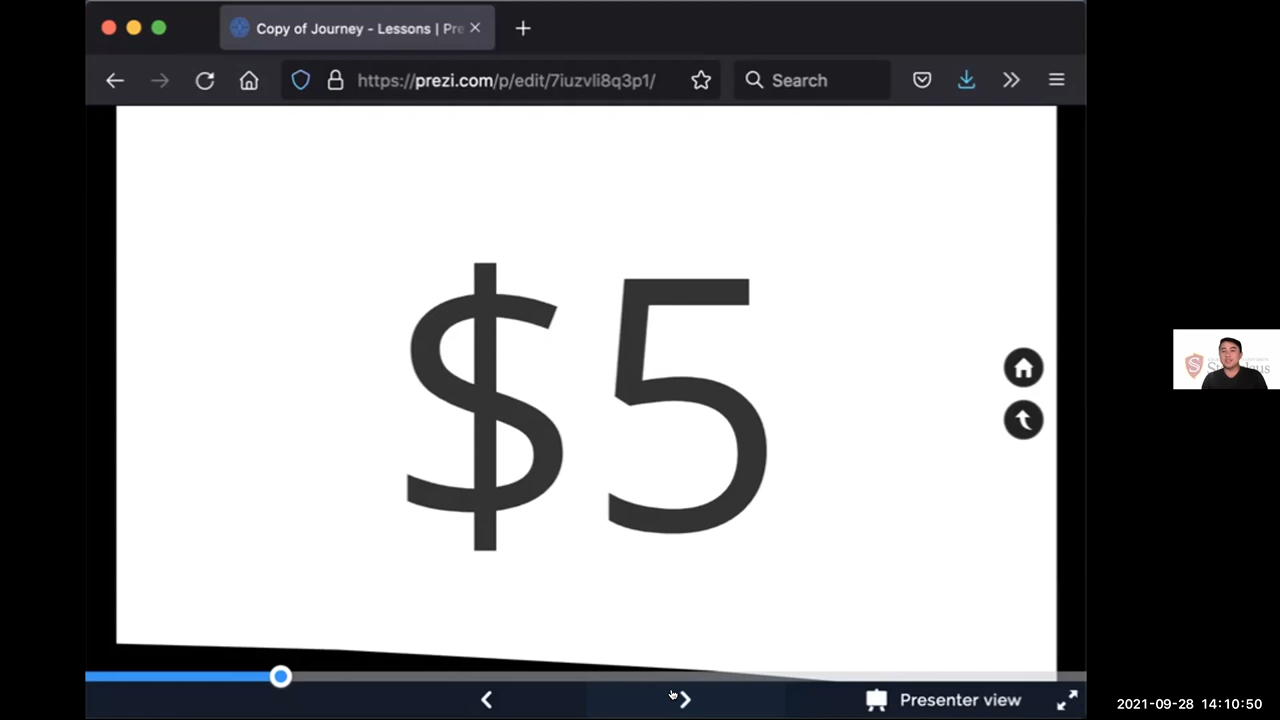 Copy of Journey - Lessons | Pre
https://prezi.com/p/edit/7iuzvli8q3p1/
Search
$5
Presenter view
2021-09-28 14:10:50